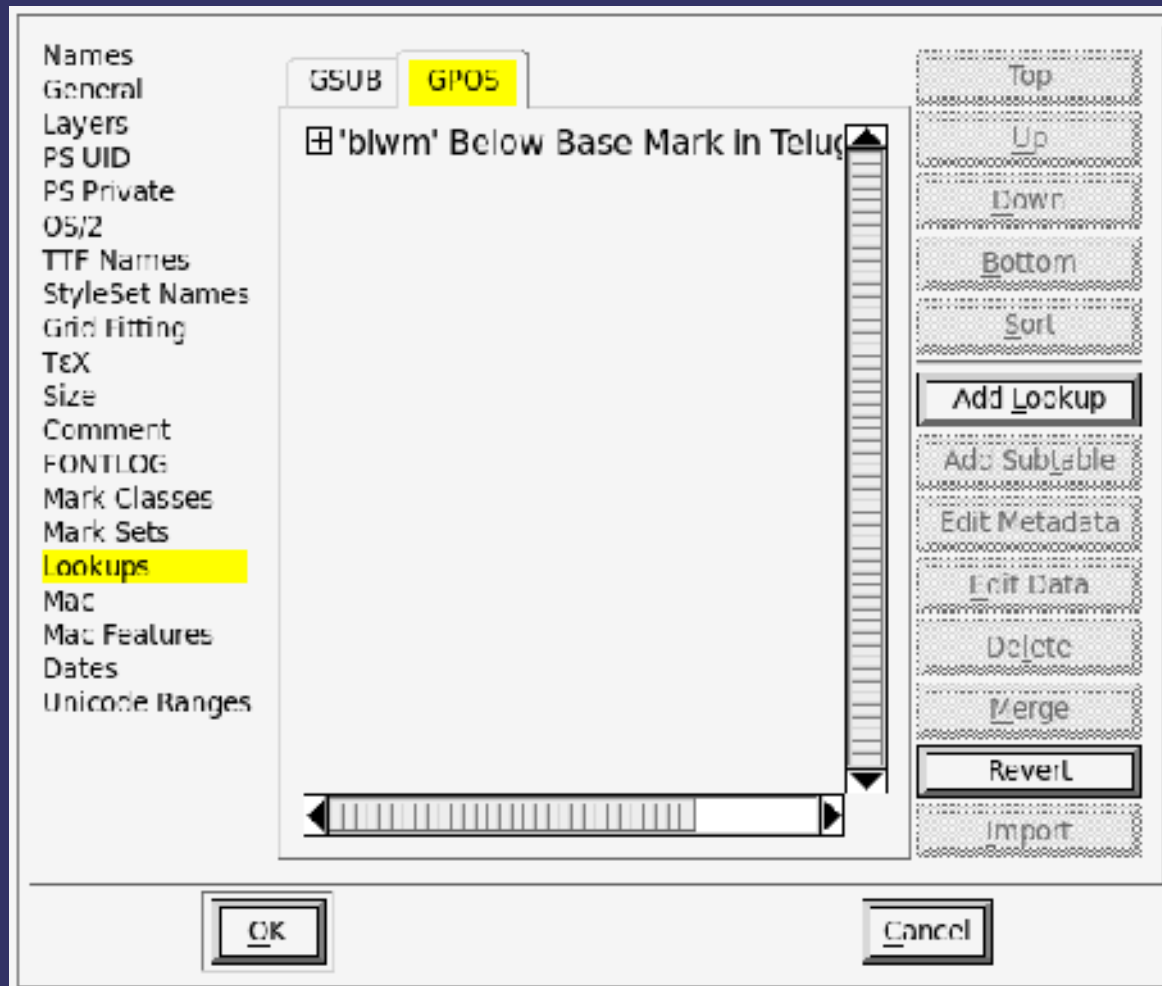 Names
General
Layers
PS UID
PS Private
OS/2
TTF Names
StyleSet Names
Grid Fitting
TεX
Size
Comment
FONTLOG
Mark Classes
Mark Sets
Lookups
Mac
Mac Features
Dates
Unicode Ranges
GSUB GPOS
'blwm' Below Base Mark in Telug
Top
Up
Down
Bottom
Sort
Add Lookup
Add Subtable
Edit Metadata
Edit Data
Delete
Merge
Revert
Import
OK
Cancel